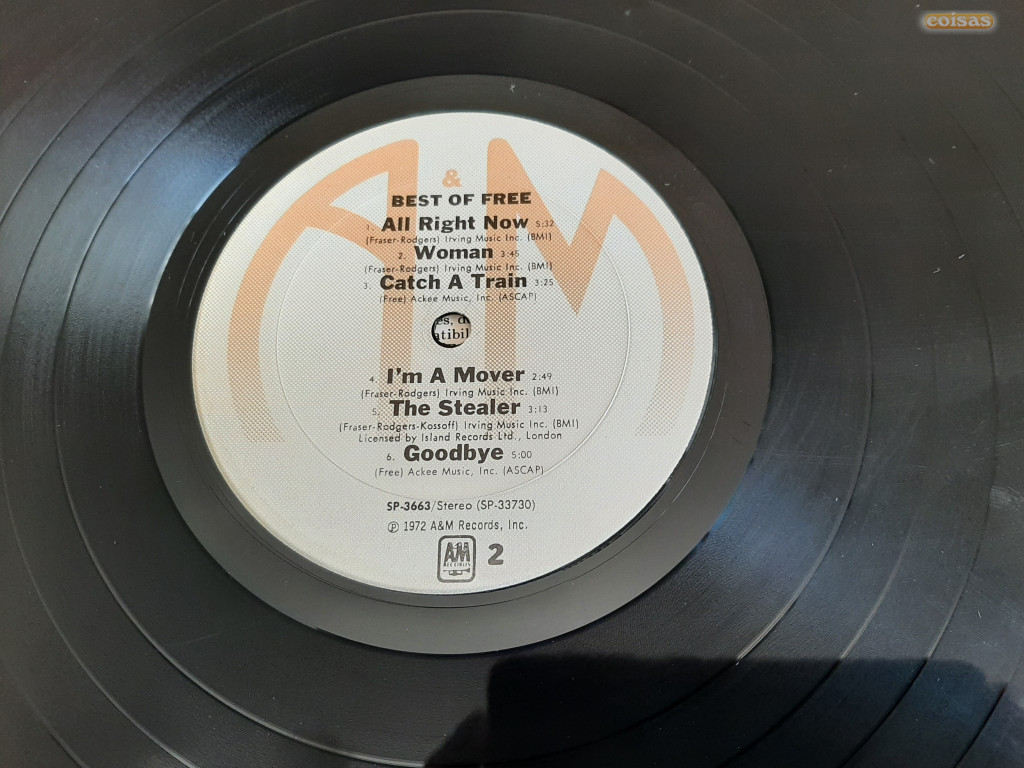 coisas
&
BEST OF FREE
1. All Right Now 5:32
(Fraser-Rodgers) Irving Music Inc. (BMI)
2. Woman 3:45
(Fraser-Rodgers) Irving Music Inc. (BMI)
3. Catch A Train 3:25
(Free) Ackee Music, Inc. (ASCAP)
es, d
atibil
4. I'm A Mover 2:49
(Fraser-Rodgers) Irving Music Inc. (BMI)
5. The Stealer 3:13
(Fraser-Rodgers-Kossoff) Irving Music Inc. (BMI)
Licensed by Island Records Ltd., London
6. Goodbye 5:00
(Free) Ackee Music, Inc. (ASCAP)
SP-3663/Stereo (SP-33730)
℗ 1972 A&M Records, Inc.
A&M
RECORDS
2